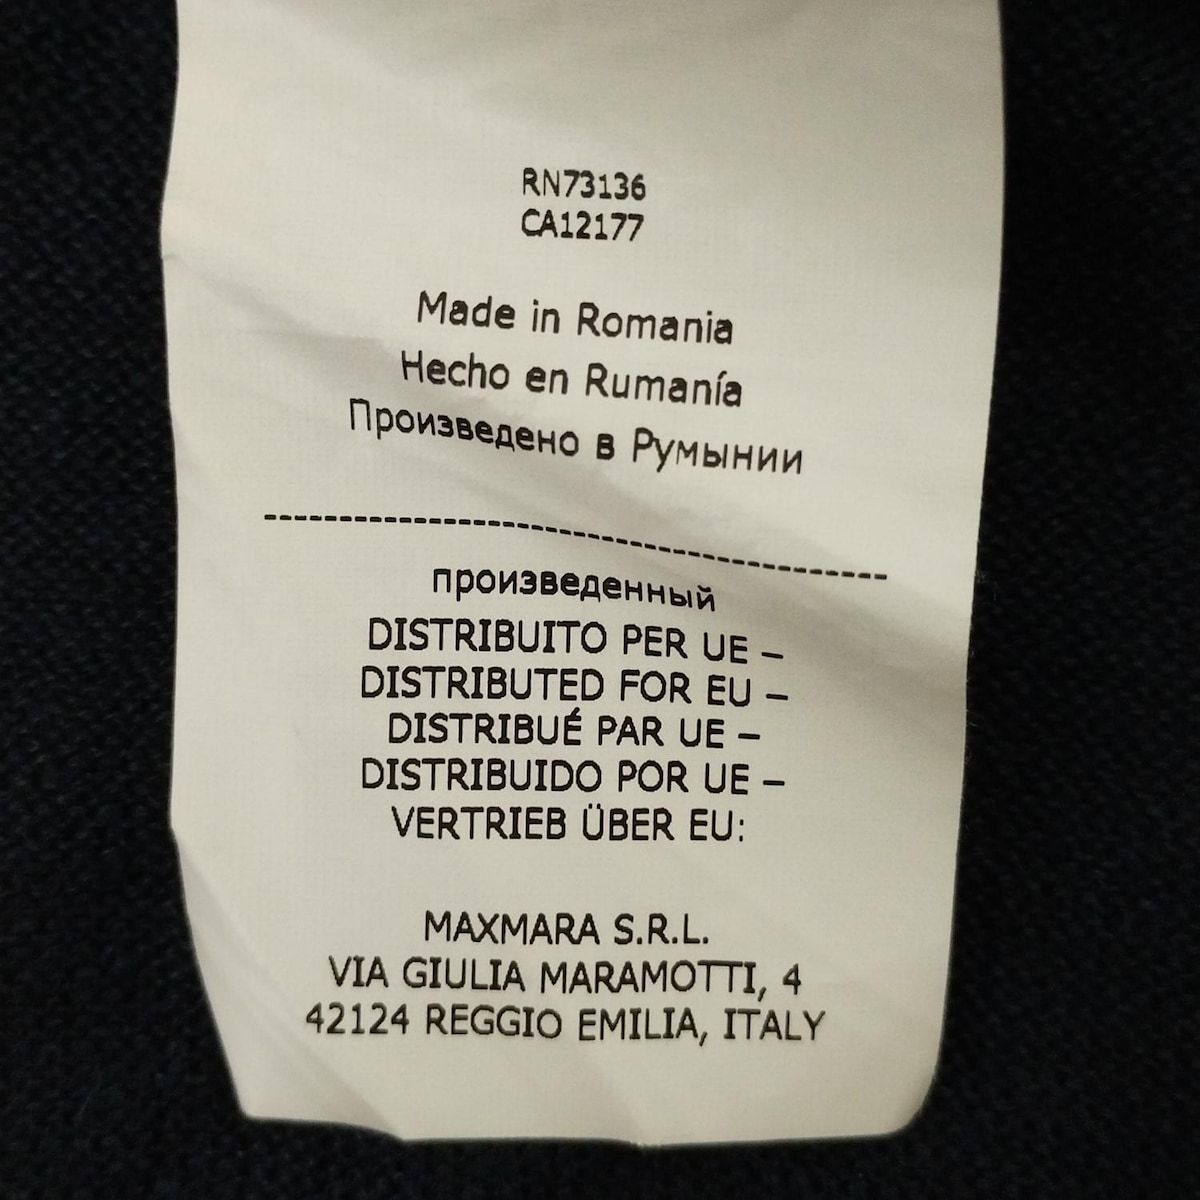 RN73136
CA12177
Made in Romania
Hecho en Rumanía
Произведено в Румынии
--------------------------------------------------
произведенный
DISTRIBUITO PER UE –
DISTRIBUTED FOR EU –
DISTRIBUÉ PAR UE –
DISTRIBUIDO POR UE –
VERTRIEB ÜBER EU:
MAXMARA S.R.L.
VIA GIULIA MARAMOTTI, 4
42124 REGGIO EMILIA, ITALY